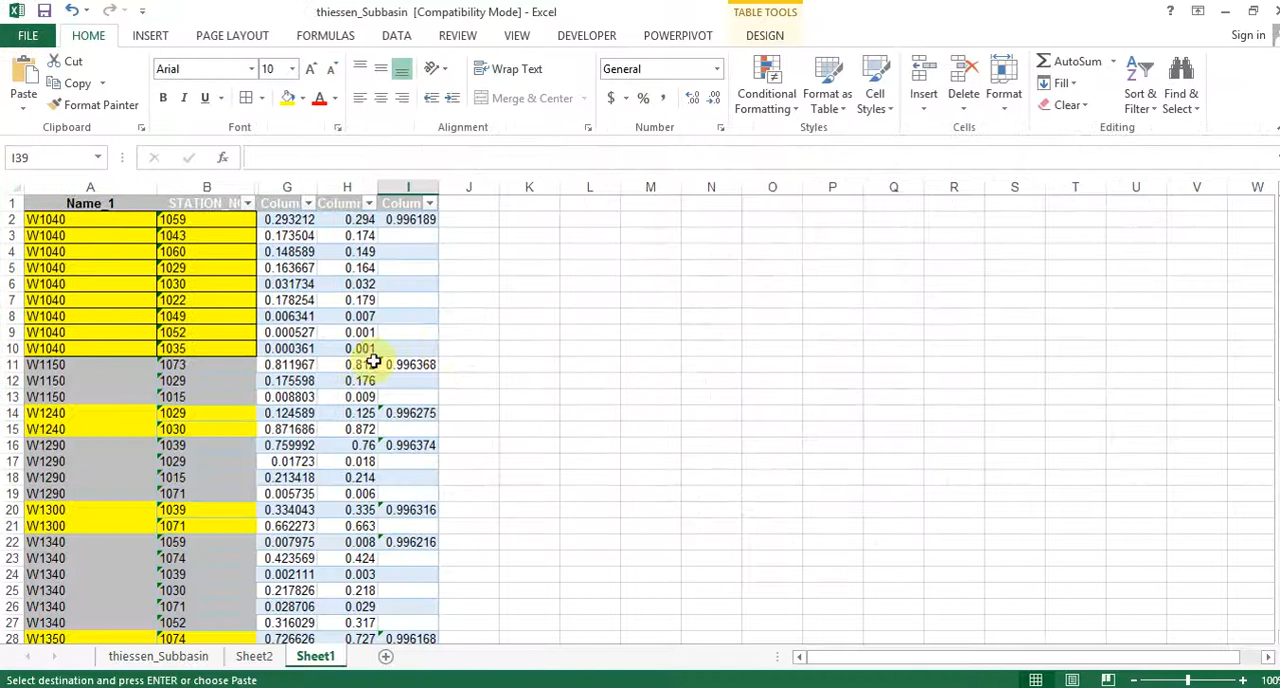 thiessen_Subbasin [Compatibility Mode] - Excel
TABLE TOOLS
FILE HOME INSERT PAGE LAYOUT FORMULAS DATA REVIEW VIEW DEVELOPER POWERPIVOT DESIGN Sign in
Paste Cut Copy Format Painter
Arial 10 Wrap Text Merge & Center
General
Conditional Formatting Format as Table Cell Styles
Insert Delete Format
AutoSum Fill Clear Sort & Filter Find & Select
Clipboard Font Alignment Number Styles Cells Editing
I39
A B G H I J K L M N O P Q R S T U V W
1 Name_1 Colum Column Colum
2 W1040 1059 0.293212 0.294 0.996189
3 W1040 1043 0.173504 0.174
4 W1040 1060 0.148589 0.149
5 W1040 1029 0.163667 0.164
6 W1040 1030 0.031734 0.032
7 W1040 1022 0.178254 0.179
8 W1040 1049 0.006341 0.007
9 W1040 1052 0.000527 0.001
10 W1040 1035 0.000361 0.001
11 W1150 1073 0.811967 0.996368
12 W1150 1029 0.175598 0.176
13 W1150 1015 0.008803 0.009
14 W1240 1029 0.124589 0.125 0.996275
15 W1240 1030 0.871686 0.872
16 W1290 1039 0.759992 0.76 0.996374
17 W1290 1029 0.01723 0.018
18 W1290 1015 0.213418 0.214
19 W1290 1071 0.005735 0.006
20 W1300 1039 0.334043 0.335 0.996316
21 W1300 1071 0.662273 0.663
22 W1340 1059 0.007975 0.008 0.996216
23 W1340 1074 0.423569 0.424
24 W1340 1039 0.002111 0.003
25 W1340 1030 0.217826 0.218
26 W1340 1071 0.028706 0.029
27 W1340 1052 0.316029 0.317
28 W1350 1074 0.726626 0.727 0.996168
thiessen_Subbasin Sheet2 Sheet1
Select destination and press ENTER or choose Paste